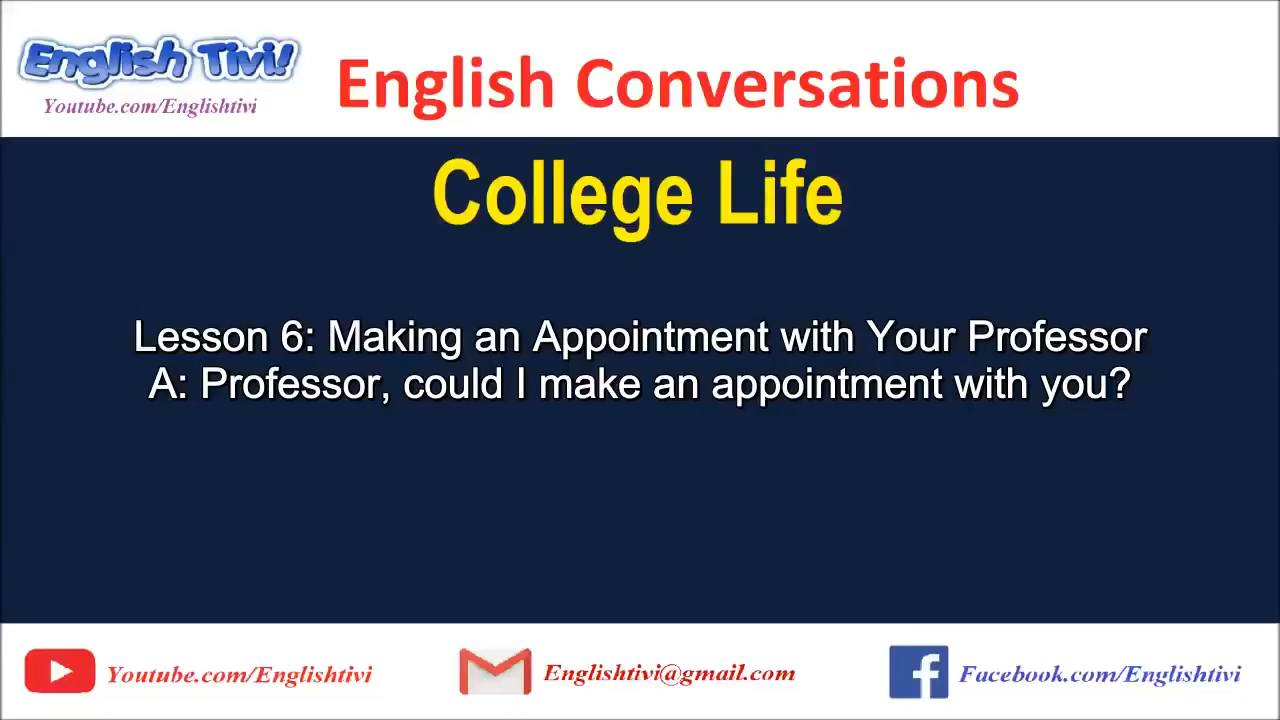 English Tivi!
Youtube.com/Englishtivi
English Conversations
College Life
Lesson 6: Making an Appointment with Your Professor
A: Professor, could I make an appointment with you?
Youtube.com/Englishtivi
Englishtivi@gmail.com
Facebook.com/Englishtivi